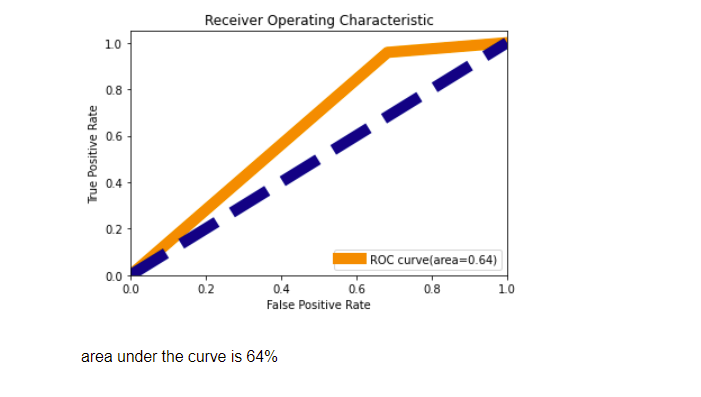 Receiver Operating Characteristic
1.0
0.8
0.6
0.4
0.2
0.0
True Positive Rate
ROC curve(area=0.64)
0.0 0.2 0.4 0.6 0.8 1.0
False Positive Rate
area under the curve is 64%